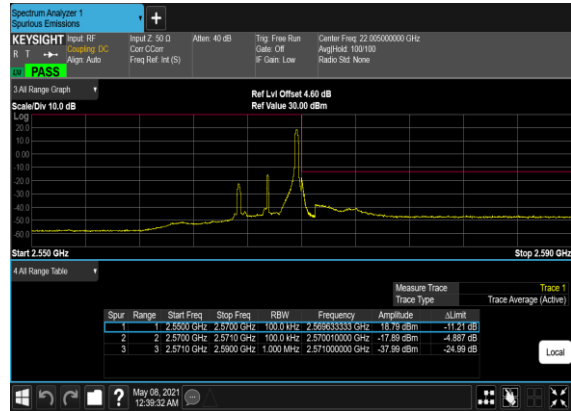 Spectrum Analyzer 1
Spurious Emissions
+
KEYSIGHT Input: RF Input Z: 50 Ω Atten: 40 dB Trig: Free Run Center Freq: 22.005000000 GHz
R T Coupling: DC Corr CCorr Gate: Off Avg|Hold: 100/100
Align: Auto Freq Ref: Int (S) IF Gain: Low Radio Std: None
PASS
3 All Range Graph
Ref Lvl Offset 4.60 dB
Scale/Div 10.0 dB Ref Value 30.00 dBm
Log
20.0
10.0
0.00
-10.0
-20.0
-30.0
-40.0
-50.0
-60.0
Start 2.550 GHz Stop 2.590 GHz
4 All Range Table
Measure Trace Trace 1
Trace Type Trace Average (Active)
Spur Range Start Freq Stop Freq RBW Frequency Amplitude ΔLimit
1 1 2.5500 GHz 2.5700 GHz 100.0 kHz 2.569633333 GHz 18.79 dBm -11.21 dB
2 2 2.5700 GHz 2.5710 GHz 100.0 kHz 2.570010000 GHz -17.89 dBm -4.887 dB
3 3 2.5710 GHz 2.5900 GHz 1.000 MHz 2.571000000 GHz -37.99 dBm -24.99 dB
Local
? May 08, 2021
12:39:32 AM